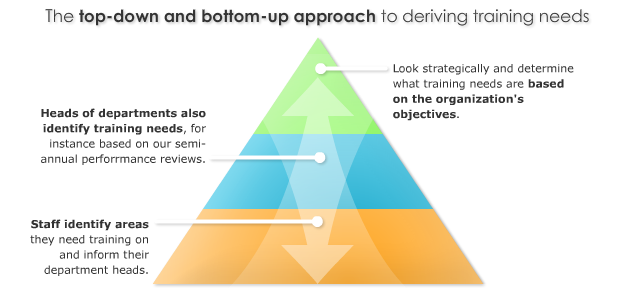 The top-down and bottom-up approach to deriving training needs
Look strategically and determine
what training needs are based
on the organization's
objectives.
Heads of departments also
identify training needs, for
instance based on our semi-
annual perforrmance reviews.
Staff identify areas
they need training on
and inform their
department heads.